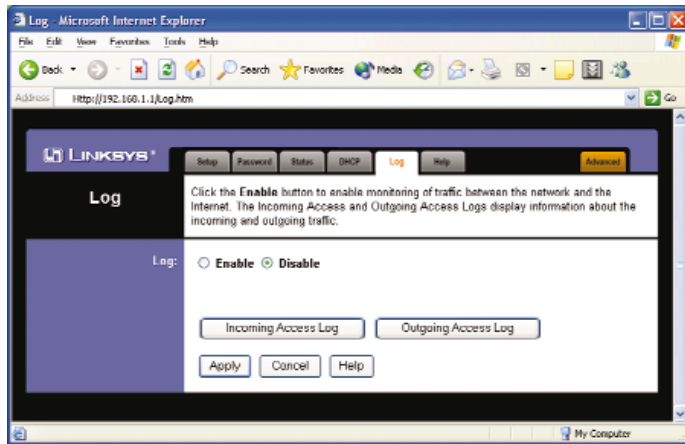 Log - Microsoft Internet Explorer
File Edit View Favorites Tools Help
Back Search Favorites Media
Address Http://192.168.1.1/Log.htm Go
LINKSYS®
Setup Password Status DHCP Log Help Advanced
Log
Click the Enable button to enable monitoring of traffic between the network and the
Internet. The Incoming Access and Outgoing Access Logs display information about the
incoming and outgoing traffic.
Log: Enable Disable
Incoming Access Log Outgoing Access Log
Apply Cancel Help
My Computer